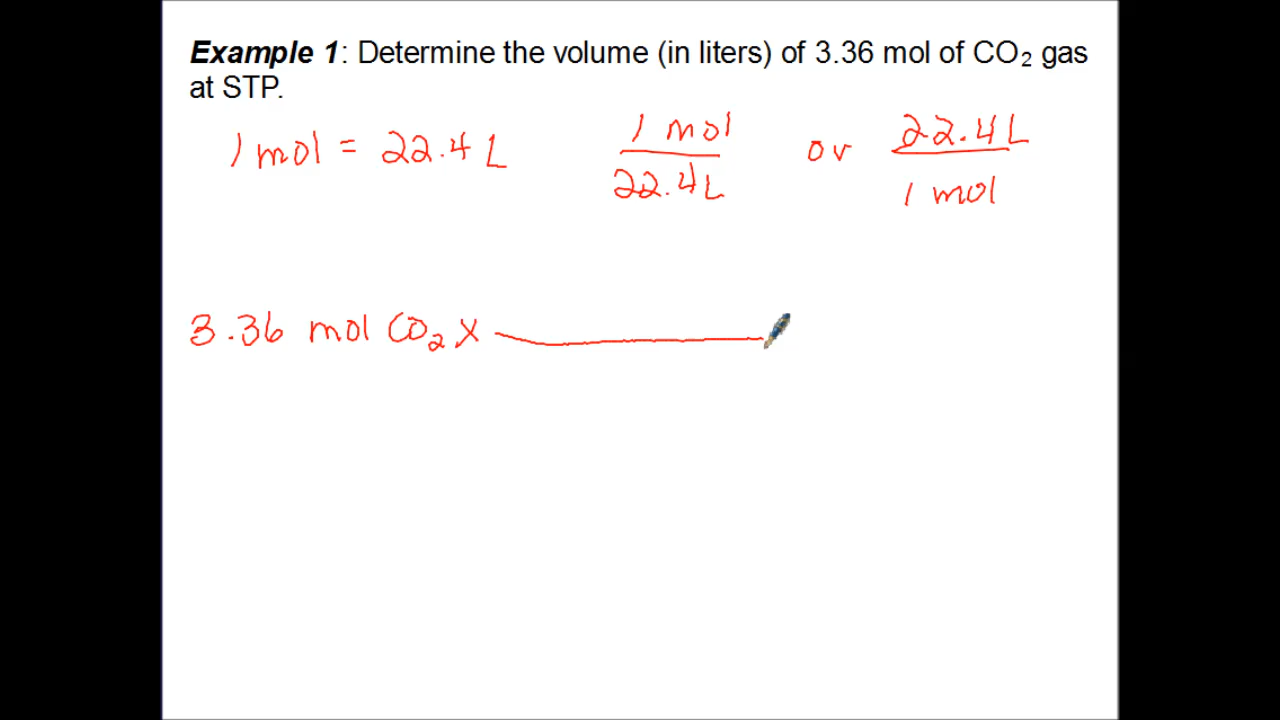 Example 1: Determine the volume (in liters) of 3.36 mol of CO₂ gas
at STP.
1 mol = 22.4 L
1 mol
22.4 L
or
22.4 L
1 mol
3.36 mol CO₂ X